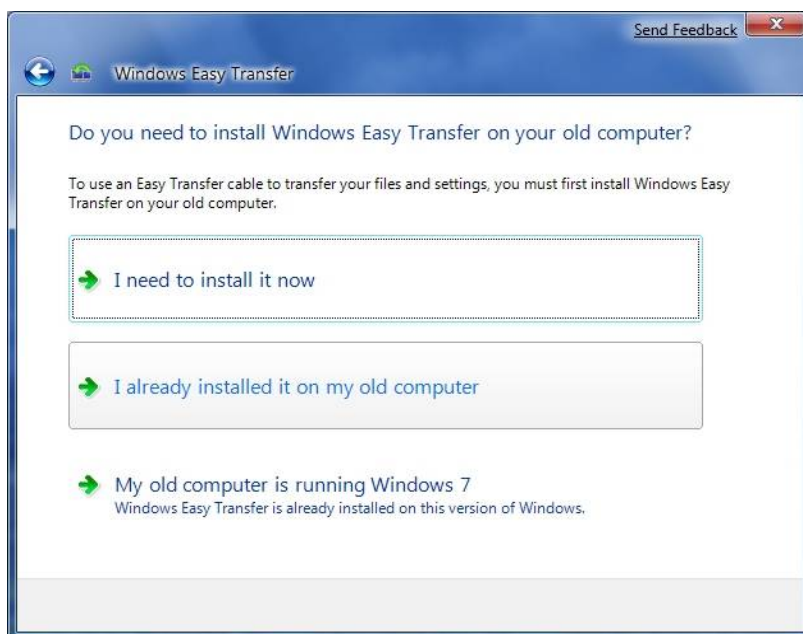 Send Feedback
Windows Easy Transfer
Do you need to install Windows Easy Transfer on your old computer?
To use an Easy Transfer cable to transfer your files and settings, you must first install Windows Easy
Transfer on your old computer.
I need to install it now
I already installed it on my old computer
My old computer is running Windows 7
Windows Easy Transfer is already installed on this version of Windows.